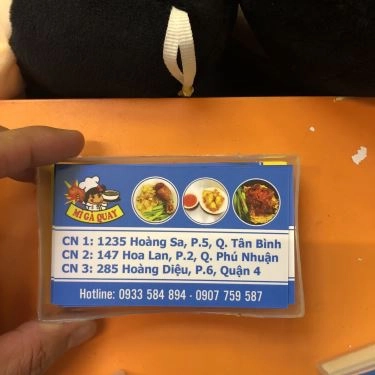 MÌ GÀ QUAY
CN 1: 1235 Hoàng Sa, P.5, Q. Tân Bình
CN 2: 147 Hoa Lan, P.2, Q. Phú Nhuận
CN 3: 285 Hoàng Diệu, P.6, Quận 4
Hotline: 0933 584 894 - 0907 759 587